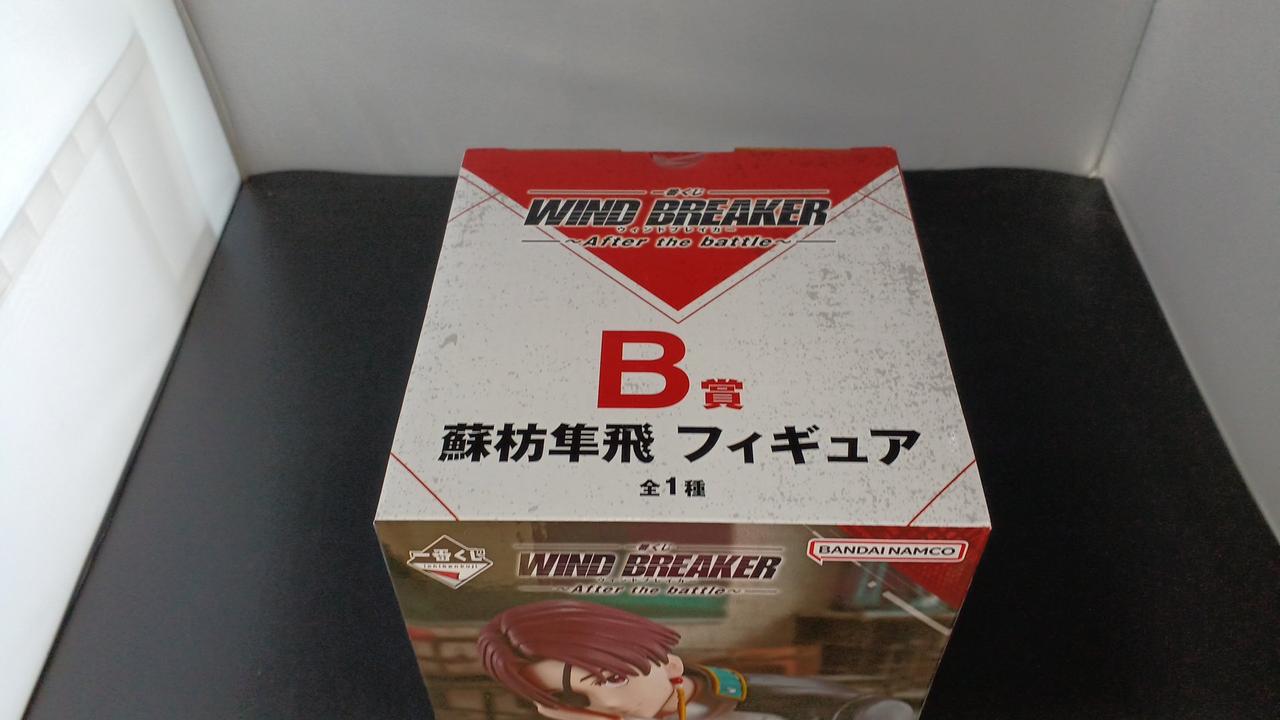 一番くじ
WIND BREAKER
ウィンドブレイカー
~After the battle~
B賞
蘇枋隼飛 フィギュア
全1種
一番くじ
ichibankuji
一番くじ
WIND BREAKER
ウィンドブレイカー
~After the battle~
BANDAI NAMCO